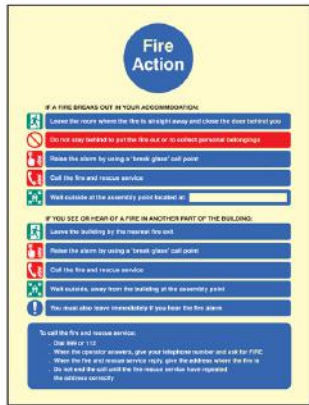 Fire
Action
IF A FIRE BREAKS OUT IN YOUR ACCOMMODATION:
Leave the room where the fire is straight away and close the door behind you
Do not stay behind to put the fire out or to collect personal belongings
Raise the alarm by using a 'break glass' call point
Call the fire and rescue service
Wait outside at the assembly point located at:
IF YOU SEE OR HEAR OF A FIRE IN ANOTHER PART OF THE BUILDING:
Leave the building by the nearest fire exit
Raise the alarm by using a 'break glass' call point
Call the fire and rescue service
Wait outside, away from the building at the assembly point
You must also leave immediately if you hear the fire alarm
To call the fire and rescue service:
. Dial 999 or 112
. When the operator answers, give your telephone number and ask for FIRE
. When the fire and rescue service reply, give the address where the fire is
. Do not end the call until the fire rescue service have repeated
the address correctly